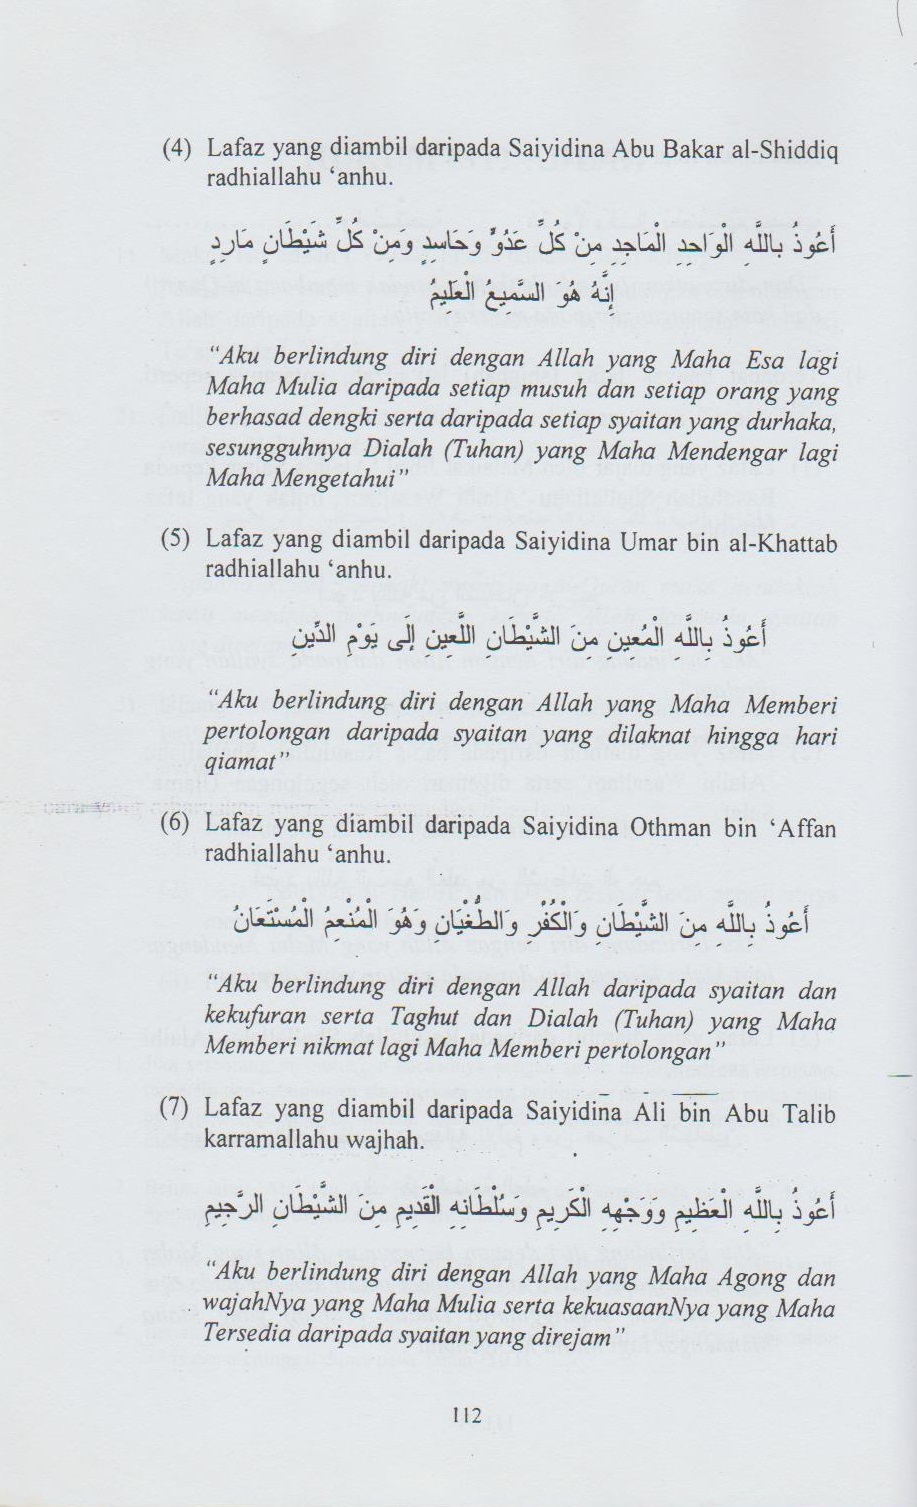 (4) Lafaz yang diambil daripada Saiyidina Abu Bakar al-Shiddiq
radhiallahu ‘anhu.
أَعُوذُ بِاللَّهِ الْوَاحِدِ الْمَاجِدِ مِنْ كُلِّ عَدُوٍّ وَحَاسِدٍ وَمِنْ كُلِّ شَيْطَانٍ مَارِدٍ
إِنَّهُ هُوَ السَّمِيعُ الْعَلِيمُ
“Aku berlindung diri dengan Allah yang Maha Esa lagi
Maha Mulia daripada setiap musuh dan setiap orang yang
berhasad dengki serta daripada setiap syaitan yang durhaka,
sesungguhnya Dialah (Tuhan) yang Maha Mendengar lagi
Maha Mengetahui”
(5) Lafaz yang diambil daripada Saiyidina Umar bin al-Khattab
radhiallahu ‘anhu.
أَعُوذُ بِاللَّهِ الْمُعِينِ مِنَ الشَّيْطَانِ اللَّعِينِ إِلَى يَوْمِ الدِّينِ
“Aku berlindung diri dengan Allah yang Maha Memberi
pertolongan daripada syaitan yang dilaknat hingga hari
qiamat”
(6) Lafaz yang diambil daripada Saiyidina Othman bin ‘Affan
radhiallahu ‘anhu.
أَعُوذُ بِاللَّهِ مِنَ الشَّيْطَانِ وَالْكُفْرِ وَالطُّغْيَانِ وَهُوَ الْمُنْعِمُ الْمُسْتَعَانُ
“Aku berlindung diri dengan Allah daripada syaitan dan
kekufuran serta Taghut dan Dialah (Tuhan) yang Maha
Memberi nikmat lagi Maha Memberi pertolongan”
(7) Lafaz yang diambil daripada Saiyidina Ali bin Abu Talib
karramallahu wajhah.
أَعُوذُ بِاللَّهِ الْعَظِيمِ وَوَجْهِهِ الْكَرِيمِ وَسُلْطَانِهِ الْقَدِيمِ مِنَ الشَّيْطَانِ الرَّجِيمِ
“Aku berlindung diri dengan Allah yang Maha Agong dan
wajahNya yang Maha Mulia serta kekuasaanNya yang Maha
Tersedia daripada syaitan yang direjam”
112